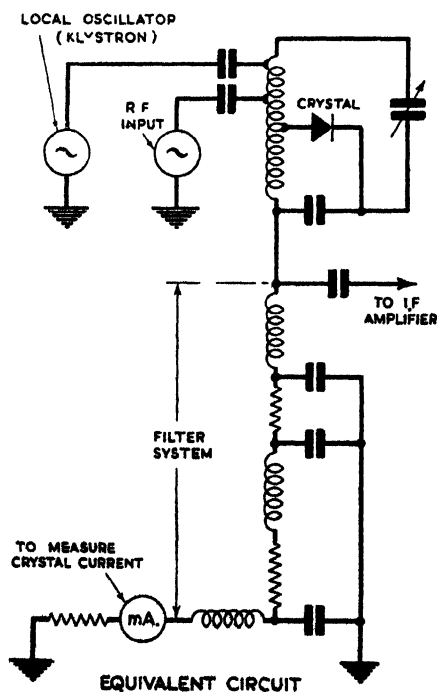 LOCAL OSCILLATOR
(KLYSTRON)
R F
INPUT
CRYSTAL
TO I.F
AMPLIFIER
FILTER
SYSTEM
TO MEASURE
CRYSTAL CURRENT
mA.
EQUIVALENT CIRCUIT